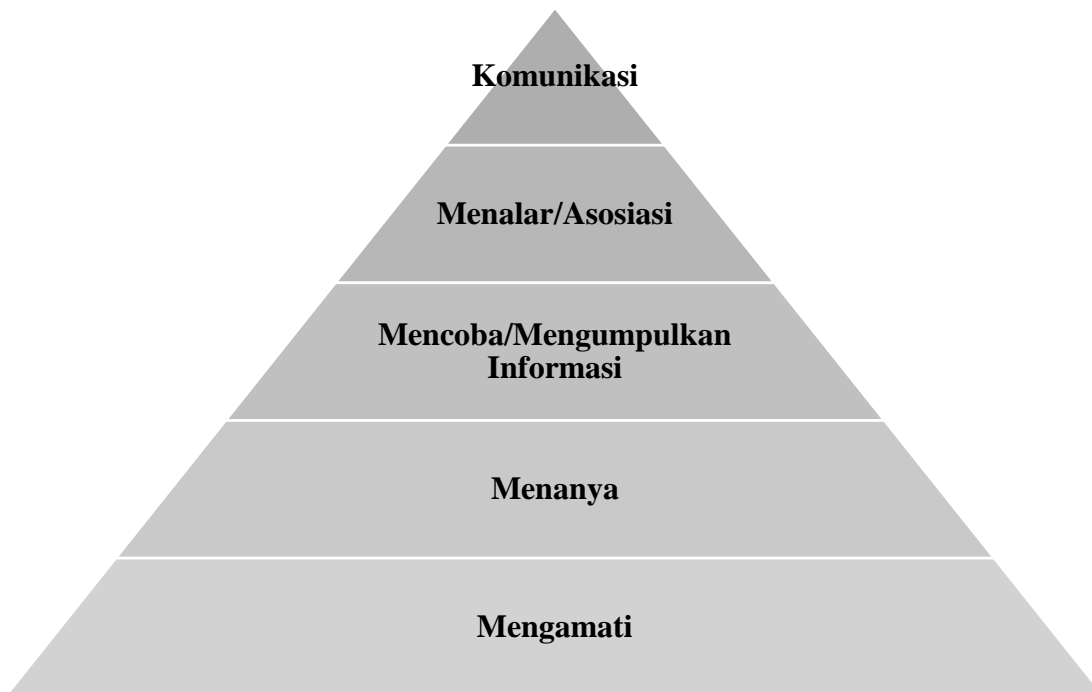 Komunikasi
Menalar/Asosiasi
Mencoba/Mengumpulkan
Informasi
Menanya
Mengamati